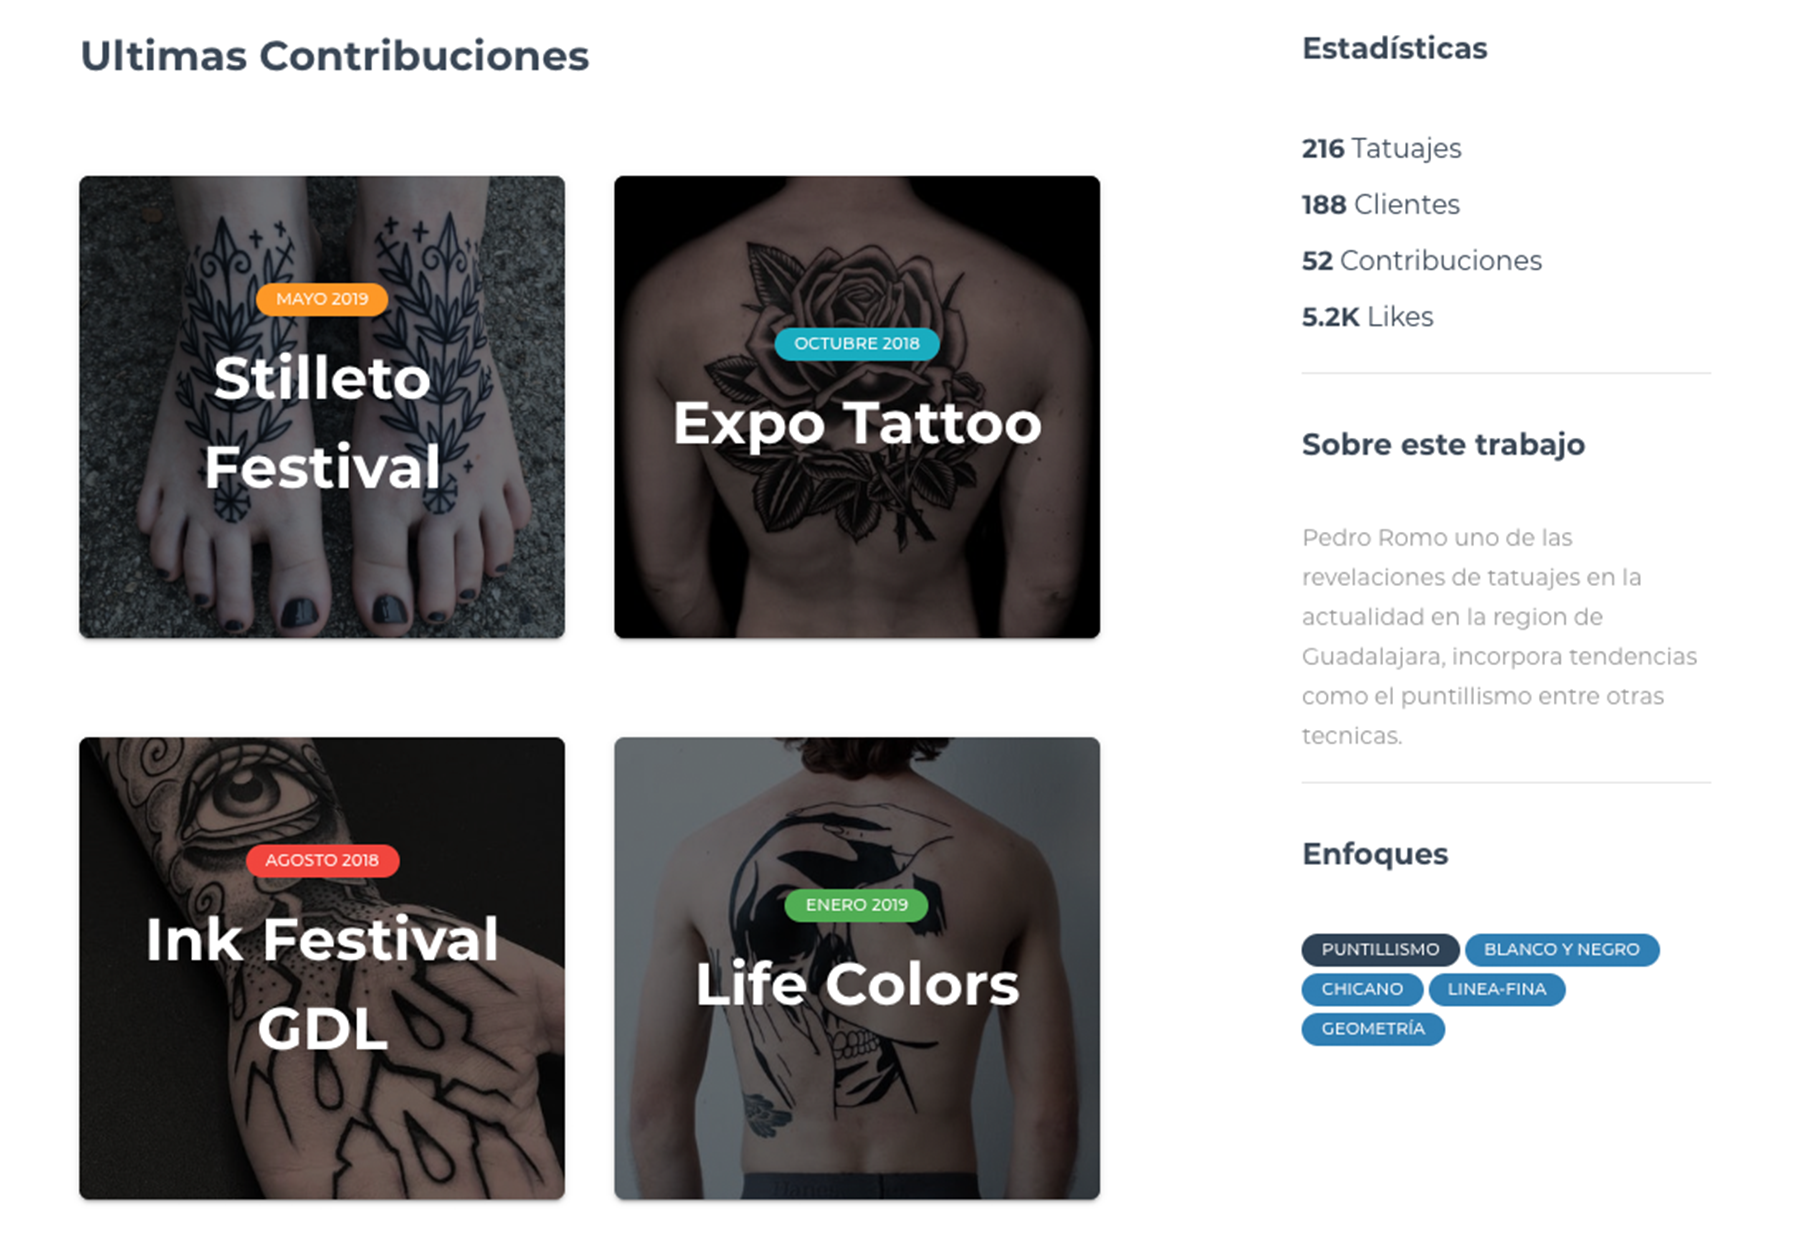 Ultimas Contribuciones
MAYO 2019
Stilleto
Festival
OCTUBRE 2018
Expo Tattoo
AGOSTO 2018
Ink Festival
GDL
ENERO 2019
Life Colors
Estadísticas
216 Tatuajes
188 Clientes
52 Contribuciones
5.2K Likes
Sobre este trabajo
Pedro Romo uno de las
revelaciones de tatuajes en la
actualidad en la region de
Guadalajara, incorpora tendencias
como el puntillismo entre otras
tecnicas.
Enfoques
PUNTILLISMO BLANCO Y NEGRO
CHICANO LINEA-FINA
GEOMETRÍA